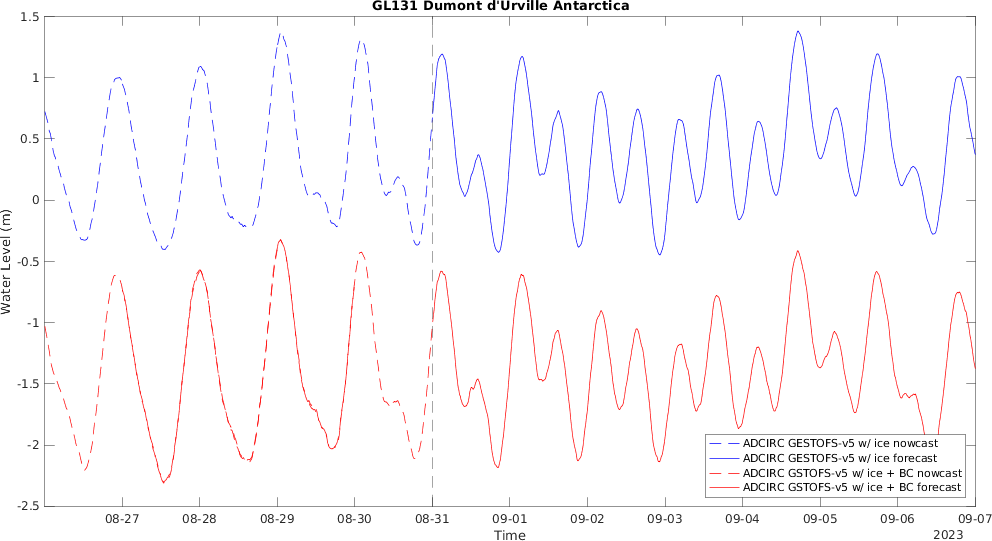 GL131 Dumont d'Urville Antarctica
Water Level (m)
1.5
1
0.5
0
-0.5
-1
-1.5
-2
-2.5
ADCIRC GESTOFS-v5 w/ ice nowcast
ADCIRC GESTOFS-v5 w/ ice forecast
ADCIRC GSTOFS-v5 w/ ice + BC nowcast
ADCIRC GSTOFS-v5 w/ ice + BC forecast
08-27 08-28 08-29 08-30 08-31 09-01 09-02 09-03 09-04 09-05 09-06 09-07
Time
2023